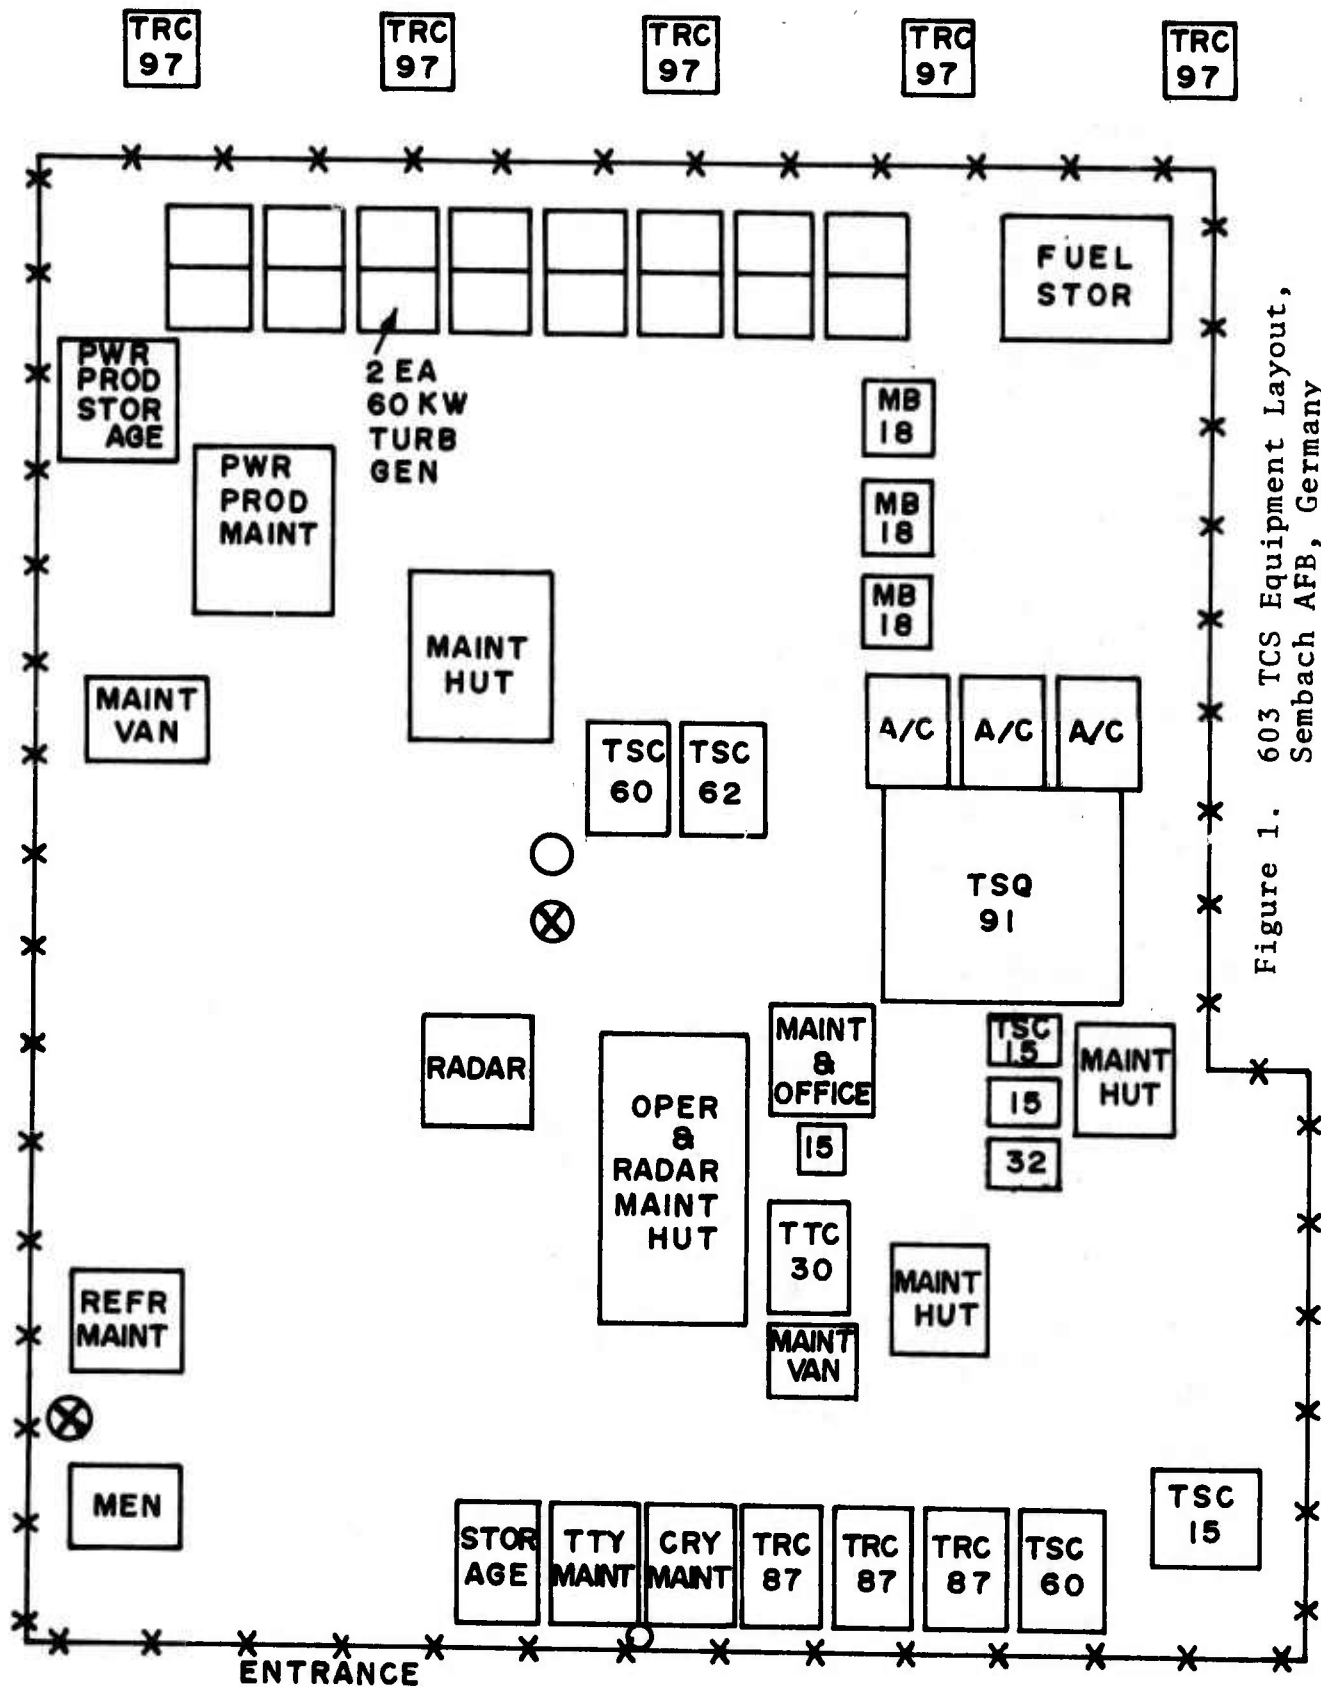 TRC
97
TRC
97
TRC
97
TRC
97
TRC
97
FUEL
STOR
PWR
PROD
STOR
AGE
2 EA
60 KW
TURB
GEN
PWR
PROD
MAINT
MB
18
MB
18
MB
18
MAINT
HUT
MAINT
VAN
TSC
60
TSC
62
A/C
A/C
A/C
TSQ
91
RADAR
OPER
&
RADAR
MAINT
HUT
MAINT
&
OFFICE
15
TSC
15
15
32
MAINT
HUT
TTC
30
MAINT
VAN
MAINT
HUT
REFR
MAINT
MEN
STOR
AGE
TTY
MAINT
CRY
MAINT
TRC
87
TRC
87
TRC
87
TSC
60
TSC
15
ENTRANCE
Figure 1. 603 TCS Equipment Layout,
Sembach AFB, Germany